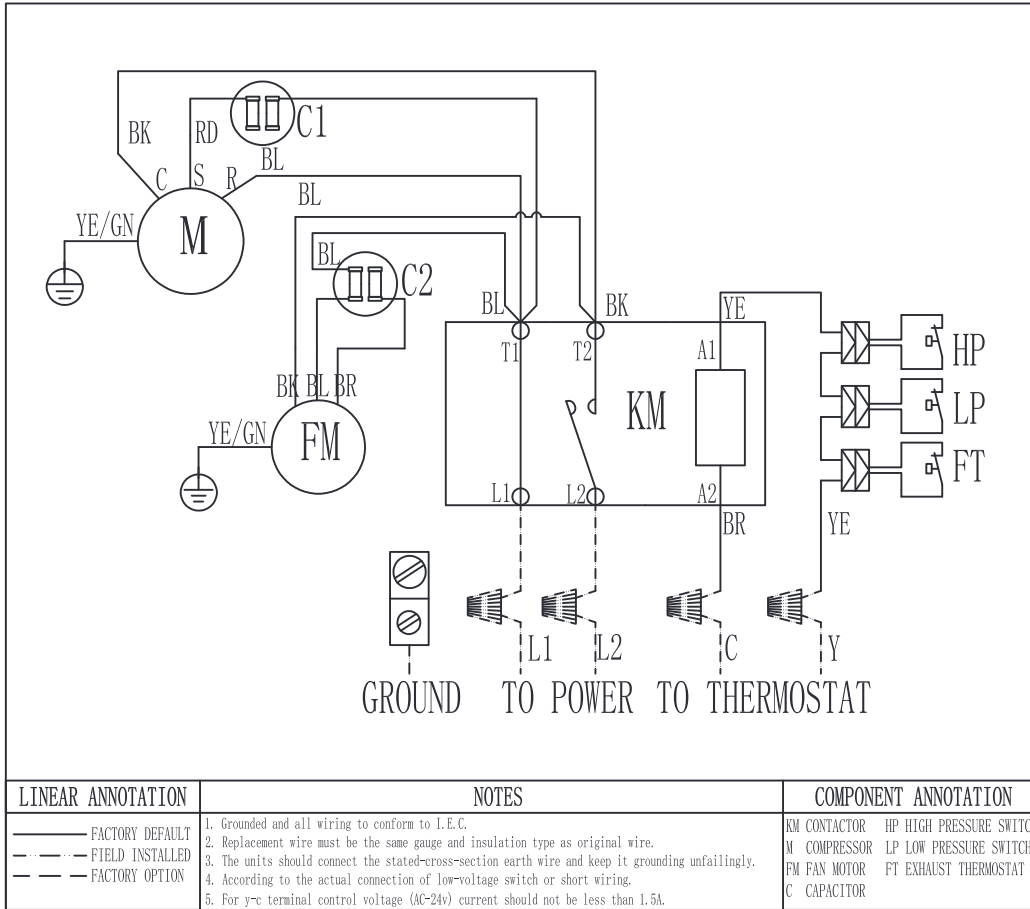 C1
BK
RD
BL
C
S
R
BL
YE/GN
M
BL
C2
BL
BK
YE
T1
T2
A1
HP
BK
BL
BR
KM
LP
YE/GN
FM
FT
L1
L2
A2
BR
YE
L1
L2
C
Y
GROUND
TO POWER
TO THERMOSTAT
LINEAR ANNOTATION
FACTORY DEFAULT
FIELD INSTALLED
FACTORY OPTION
NOTES
1. Grounded and all wiring to conform to I.E.C.
2. Replacement wire must be the same gauge and insulation type as original wire.
3. The units should connect the stated-cross-section earth wire and keep it grounding unfailingly.
4. According to the actual connection of low-voltage switch or short wiring.
5. For y-c terminal control voltage (AC-24v) current should not be less than 1.5A.
COMPONENT ANNOTATION
KM CONTACTOR HP HIGH PRESSURE SWITC
M COMPRESSOR LP LOW PRESSURE SWITCH
FM FAN MOTOR FT EXHAUST THERMOSTAT
C CAPACITOR